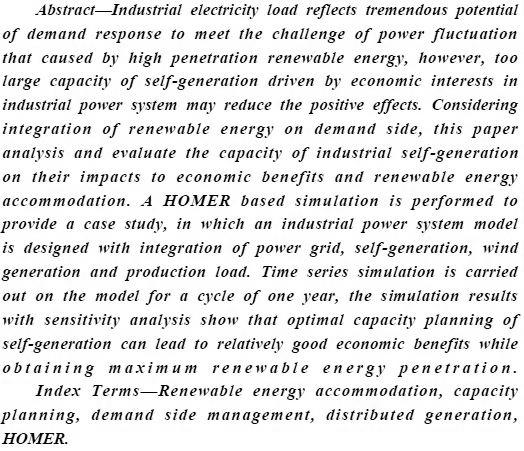 Abstract—Industrial electricity load reflects tremendous potential
of demand response to meet the challenge of power fluctuation
that caused by high penetration renewable energy, however, too
large capacity of self-generation driven by economic interests in
industrial power system may reduce the positive effects. Considering
integration of renewable energy on demand side, this paper
analysis and evaluate the capacity of industrial self-generation
on their impacts to economic benefits and renewable energy
accommodation. A HOMER based simulation is performed to
provide a case study, in which an industrial power system model
is designed with integration of power grid, self-generation, wind
generation and production load. Time series simulation is carried
out on the model for a cycle of one year, the simulation results
with sensitivity analysis show that optimal capacity planning of
self-generation can lead to relatively good economic benefits while
obtaining maximum renewable energy penetration.
Index Terms—Renewable energy accommodation, capacity
planning, demand side management, distributed generation,
HOMER.